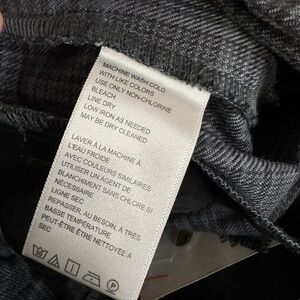 MACHINE WASH COLD
WITH LIKE COLORS
USE ONLY NON-CHLORINE
BLEACH
LINE DRY
LOW IRON AS NEEDED
MAY BE DRY CLEANED
LAVER À LA MACHINE À
L'EAU FROIDE
AVEC COULEURS SIMILAIRES
UTILISER UN AGENT DE
BLANCHIMENT SANS CHLORE SI
NECESSAIRE
LIGNE SEC
REPASSER, AU BESOIN, À TRÈS
BASSE TEMPERATURE
PEUT-ÊTRE ÊTRE NETTOYÉE À
SEC